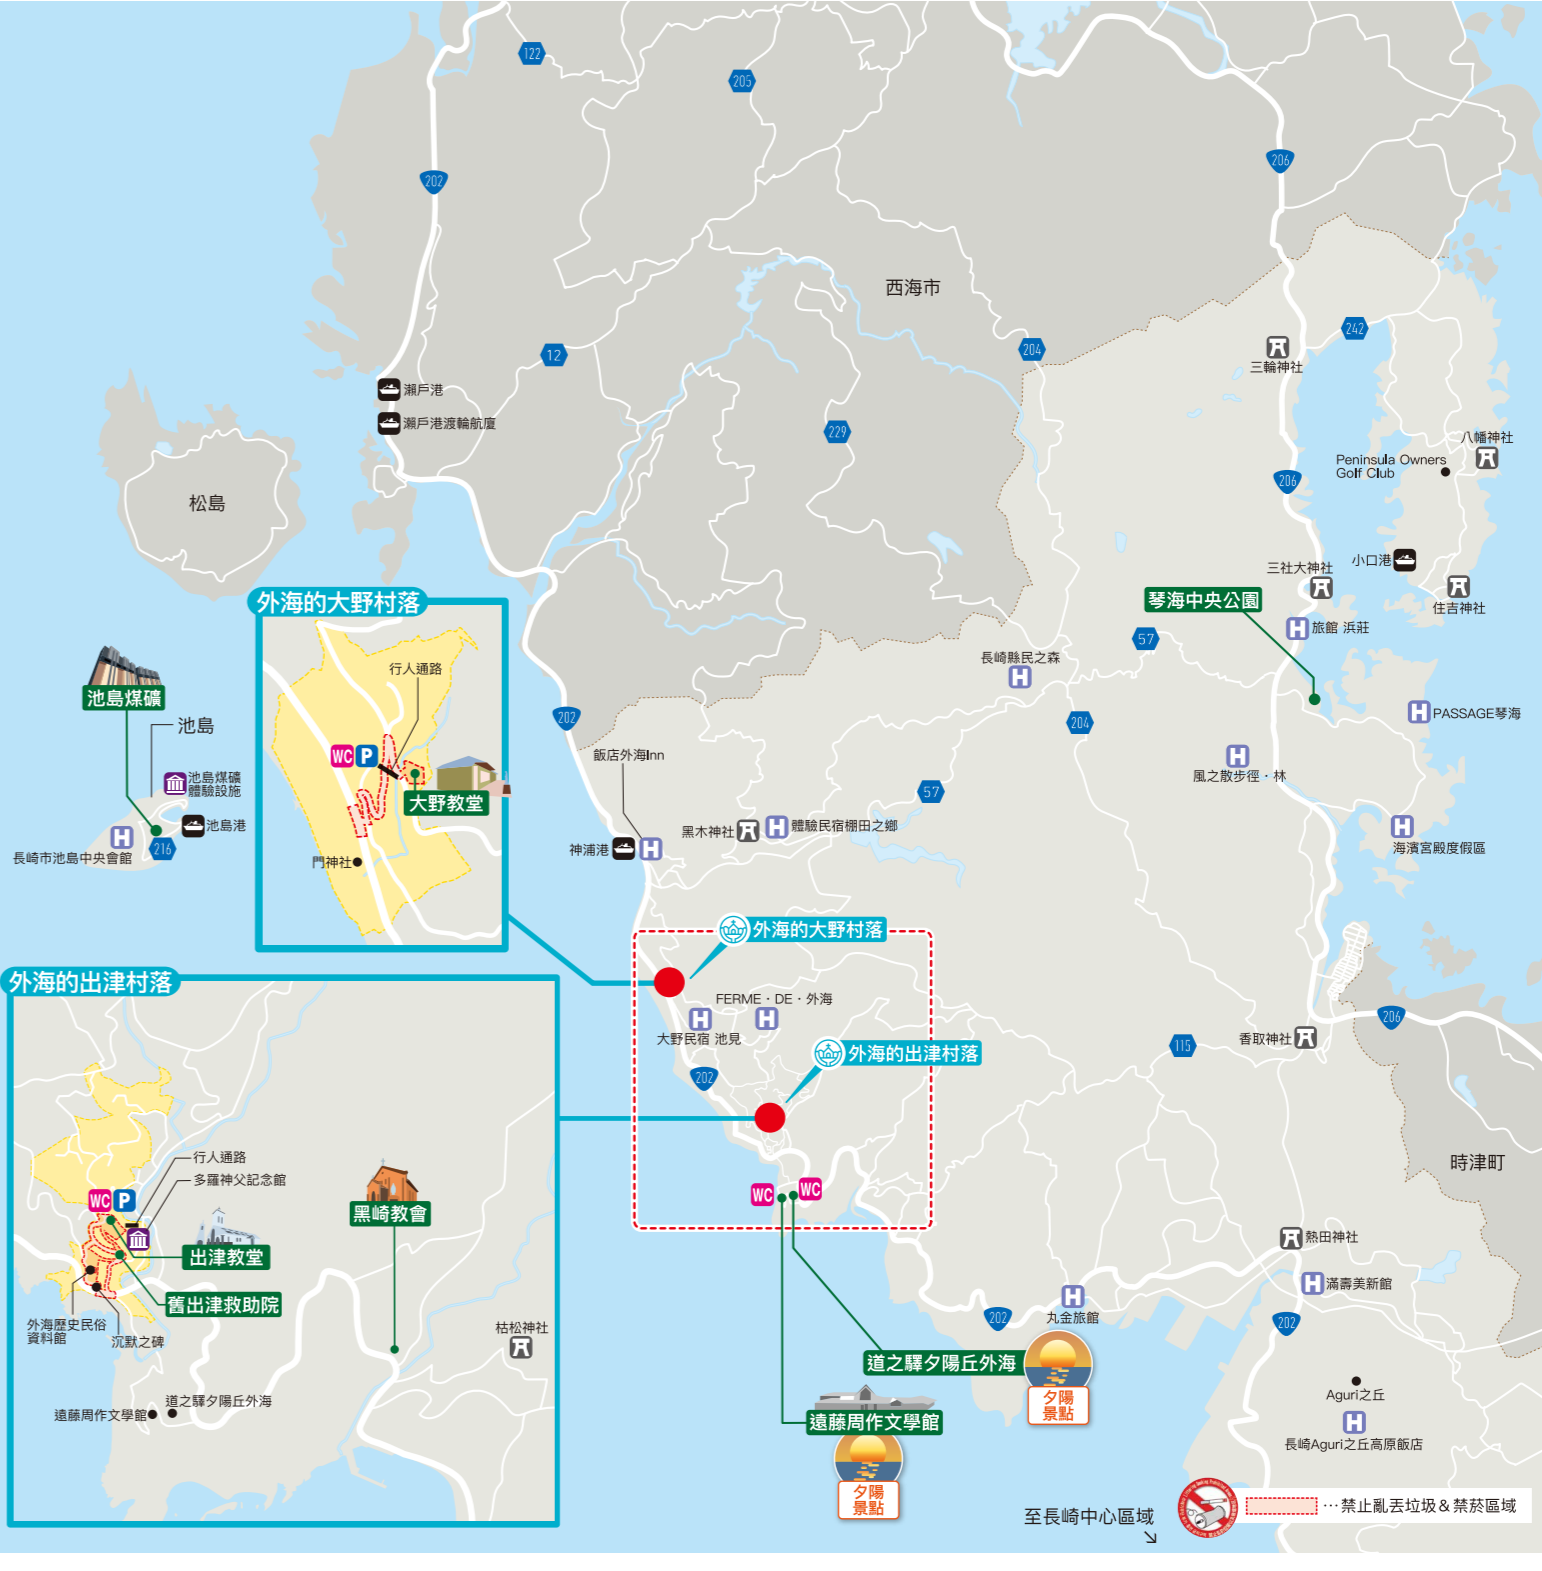 122
205
202
206
西海市
12
204
242
三輪神社
瀨戶港
瀨戶港渡輪航廈
229
八幡神社
Peninsula Owners
Golf Club
206
松島
小口港
三社大神社
住吉神社
琴海中央公園
旅館 浜莊
57
長崎縣民之森
204
PASSAGE琴海
202
飯店外海Inn
風之散步徑・林
57
黑木神社
體驗民宿棚田之鄉
海濱宮殿度假區
神浦港
外海的大野村落
行人通路
WC
P
大野教堂
門神社
池島煤礦
池島
池島煤礦
體驗設施
池島港
長崎市池島中央會館
216
外海的大野村落
FERME・DE・外海
大野民宿 池見
外海的出津村落
202
115
香取神社
206
時津町
WC
WC
外海的出津村落
行人通路
多羅神父記念館
WC
P
出津教堂
舊出津救助院
外海歷史民俗
資料館
沉默之碑
黑崎教會
枯松神社
道之驛夕陽丘外海
遠藤周作文學館
熱田神社
滿壽美新館
202
202
丸金旅館
道之驛夕陽丘外海
夕陽
景點
遠藤周作文學館
夕陽
景點
Aguri之丘
長崎Aguri之丘高原飯店
至長崎中心區域
…禁止亂丟垃圾＆禁菸區域